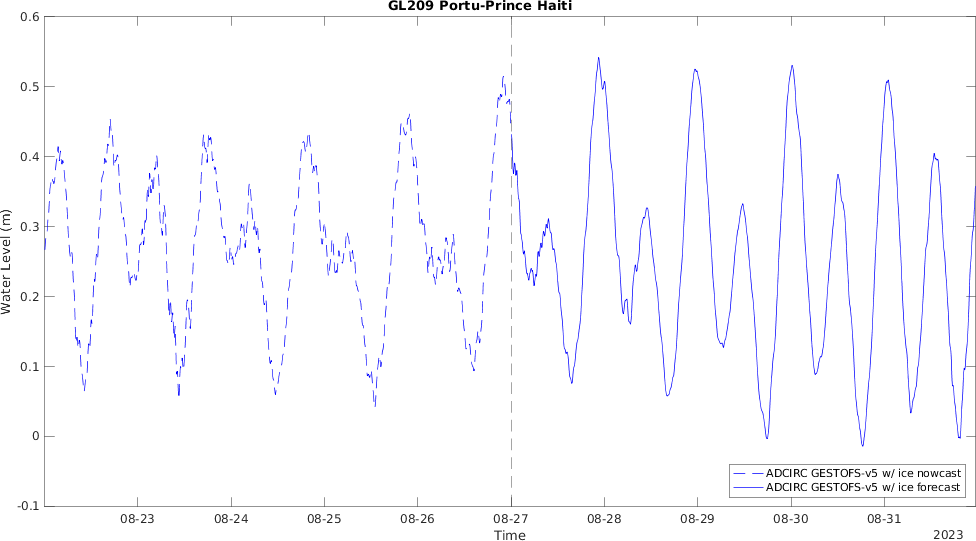 GL209 Portu-Prince Haiti
0.6
0.5
0.4
0.3
0.2
0.1
0
-0.1
Water Level (m)
08-23 08-24 08-25 08-26 08-27 08-28 08-29 08-30 08-31
Time
2023
ADCIRC GESTOFS-v5 w/ ice nowcast
ADCIRC GESTOFS-v5 w/ ice forecast